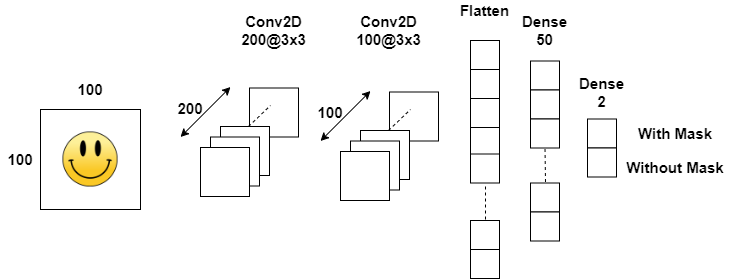 100
100
Conv2D
200@3x3
200
Conv2D
100@3x3
100
Flatten
Dense
50
Dense
2
With Mask
Without Mask